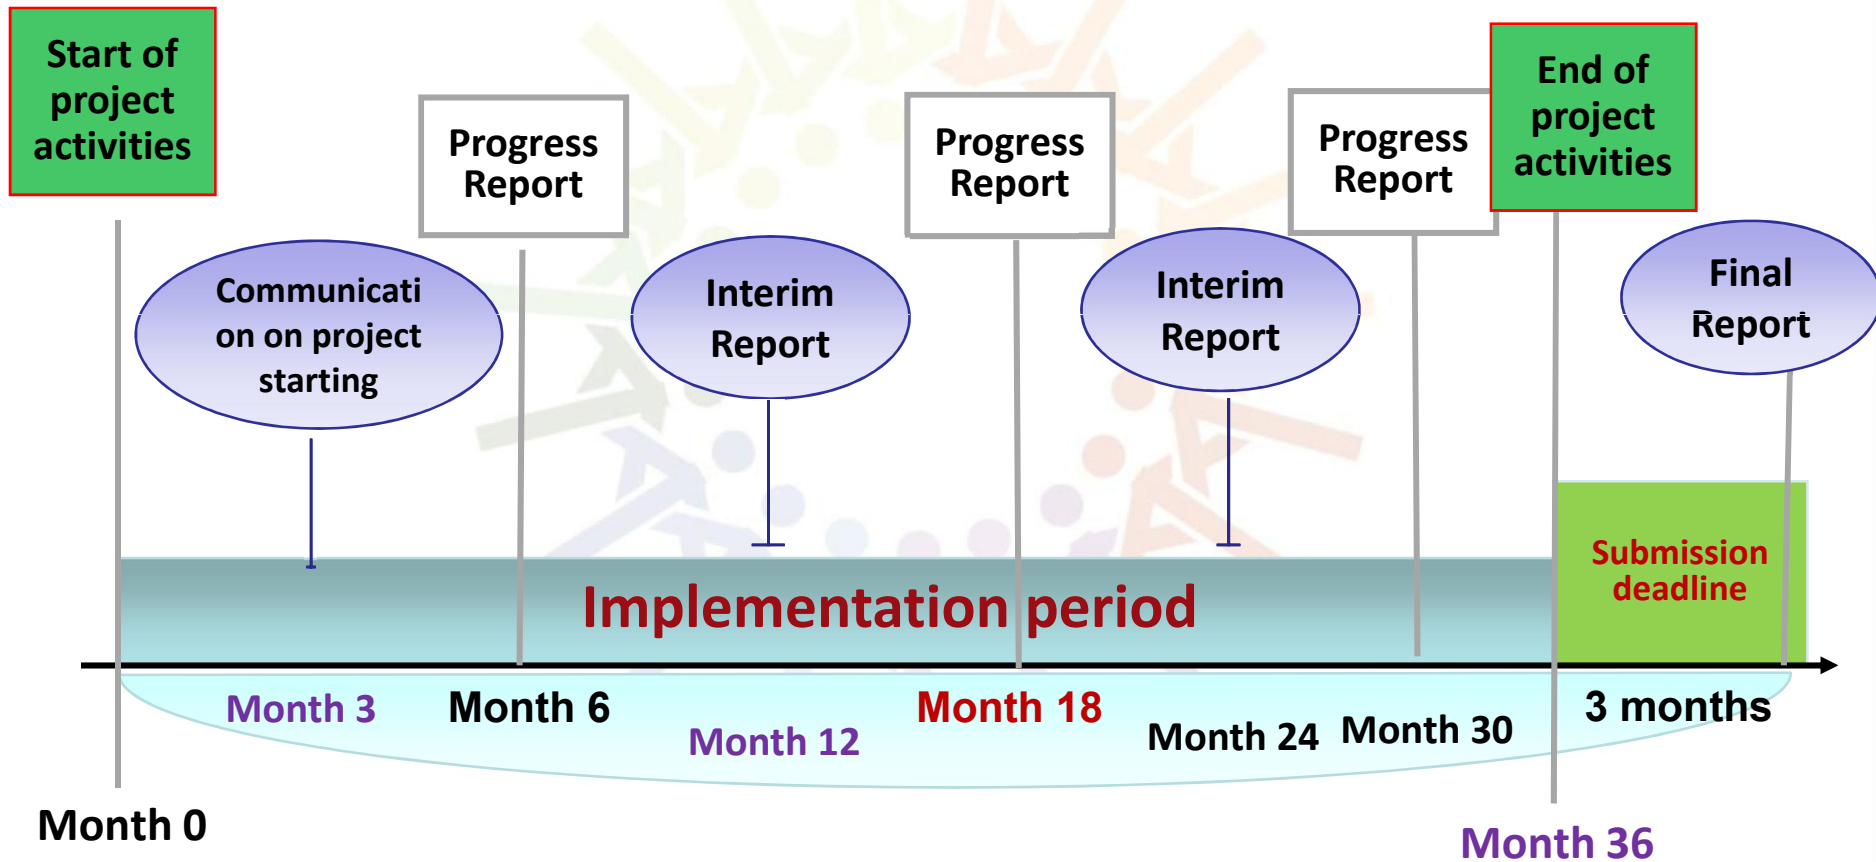 Start of
project
activities
Progress
Report
Progress
Report
Progress
Report
End of
project
activities
Communicati
on on project
starting
Interim
Report
Interim
Report
Final
Report
Implementation period
Submission
deadline
Month 3
Month 6
Month 12
Month 18
Month 24
Month 30
3 months
Month 0
Month 36